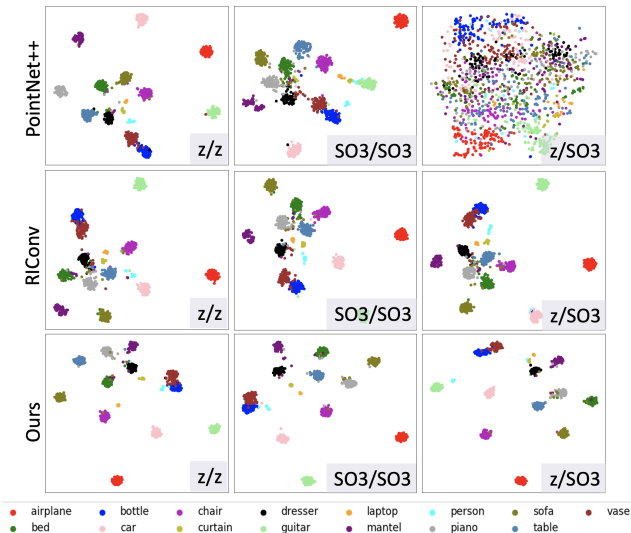 PointNet++
z/z
SO3/SO3
z/SO3
RIConv
z/z
SO3/SO3
z/SO3
Ours
z/z
SO3/SO3
z/SO3
airplane bottle chair dresser laptop person sofa vase
bed car curtain guitar mantel piano table